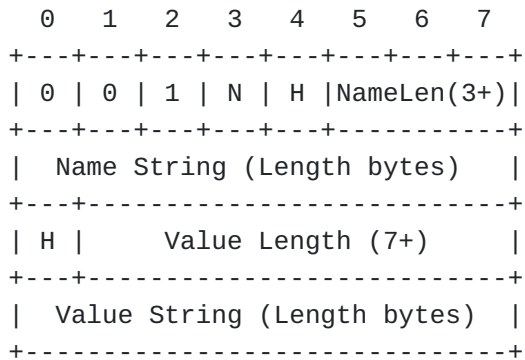 0   1   2   3   4   5   6   7
+---+---+---+---+---+---+---+---+
| 0 | 0 | 1 | N | H |NameLen(3+)|
+---+---+---+---+---+-----------+
|  Name String (Length bytes)   |
+---+---------------------------+
| H |     Value Length (7+)     |
+---+---------------------------+
|  Value String (Length bytes)  |
+-------------------------------+